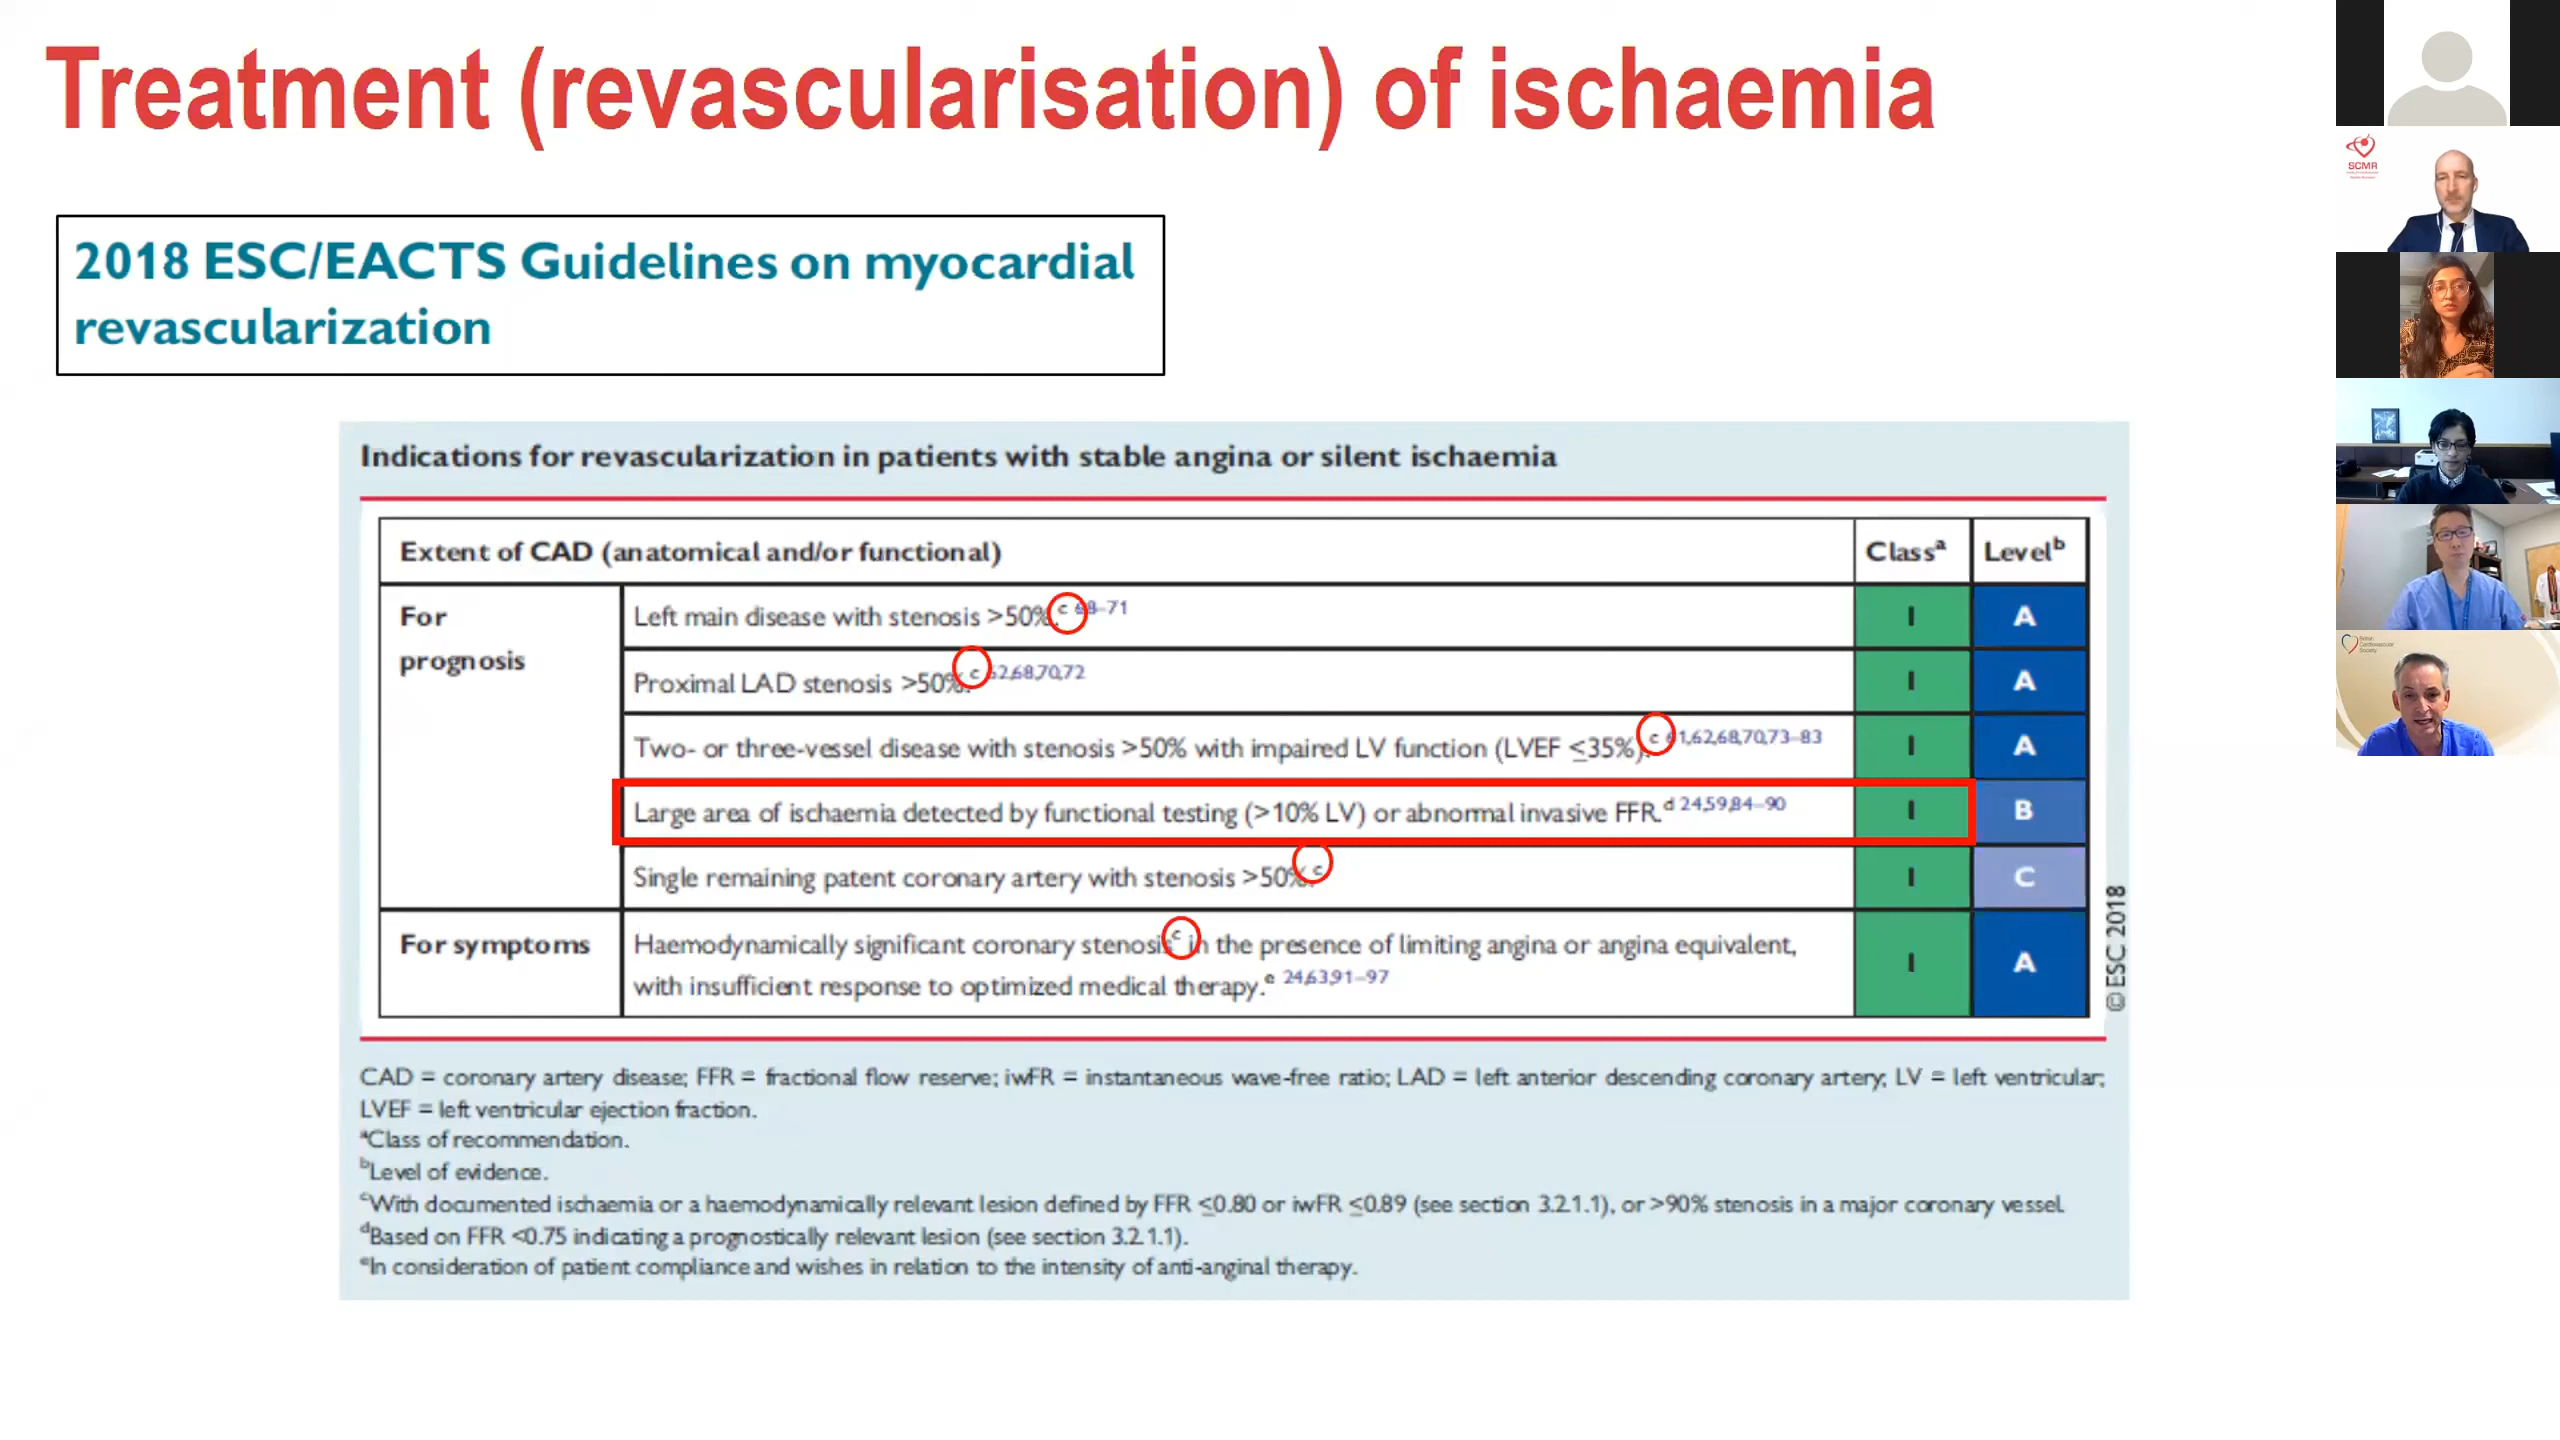 Treatment (revascularisation) of ischaemia
2018 ESC/EACTS Guidelines on myocardial
revascularization
Indications for revascularization in patients with stable angina or silent ischaemia
Extent of CAD (anatomical and/or functional) Classᵃ Levelᵇ
For prognosis
Left main disease with stenosis >50%.ᶜ 68–71 I A
Proximal LAD stenosis >50%.ᶜ 62,68,70,72 I A
Two- or three-vessel disease with stenosis >50% with impaired LV function (LVEF ≤35%).ᶜ 61,62,68,70,73–83 I A
Large area of ischaemia detected by functional testing (>10% LV) or abnormal invasive FFR.ᵈ 24,59,84–90 I B
Single remaining patent coronary artery with stenosis >50%.ᶜ I C
For symptoms
Haemodynamically significant coronary stenosisᶜ in the presence of limiting angina or angina equivalent,
with insufficient response to optimized medical therapy.ᵉ 24,63,91–97 I A
© ESC 2018
CAD = coronary artery disease; FFR = fractional flow reserve; iwFR = instantaneous wave-free ratio; LAD = left anterior descending coronary artery; LV = left ventricular;
LVEF = left ventricular ejection fraction.
ᵃClass of recommendation.
ᵇLevel of evidence.
ᶜWith documented ischaemia or a haemodynamically relevant lesion defined by FFR ≤0.80 or iwFR ≤0.89 (see section 3.2.1.1), or >90% stenosis in a major coronary vessel.
ᵈBased on FFR <0.75 indicating a prognostically relevant lesion (see section 3.2.1.1).
ᵉIn consideration of patient compliance and wishes in relation to the intensity of anti-anginal therapy.
SCMR
British
Cardiovascular
Society